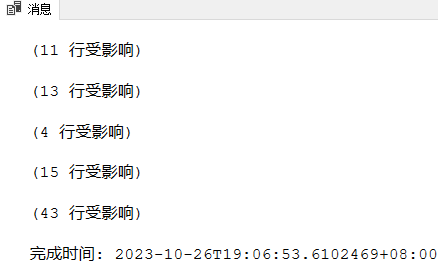 消息
(11 行受影响)
(13 行受影响)
(4 行受影响)
(15 行受影响)
(43 行受影响)
完成时间: 2023-10-26T19:06:53.6102469+08:00